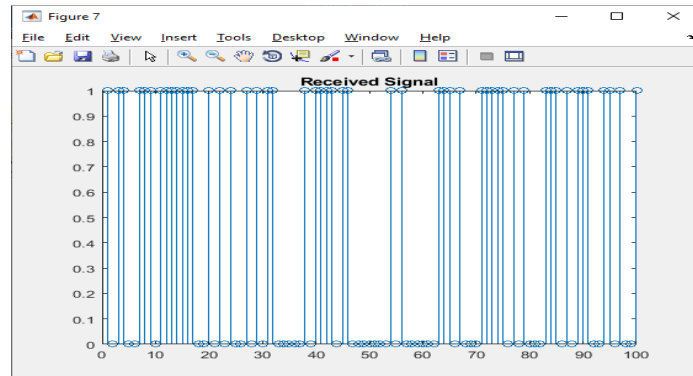 Figure 7
File Edit View Insert Tools Desktop Window Help
Received Signal
1
0.9
0.8
0.7
0.6
0.5
0.4
0.3
0.2
0.1
0
0 10 20 30 40 50 60 70 80 90 100